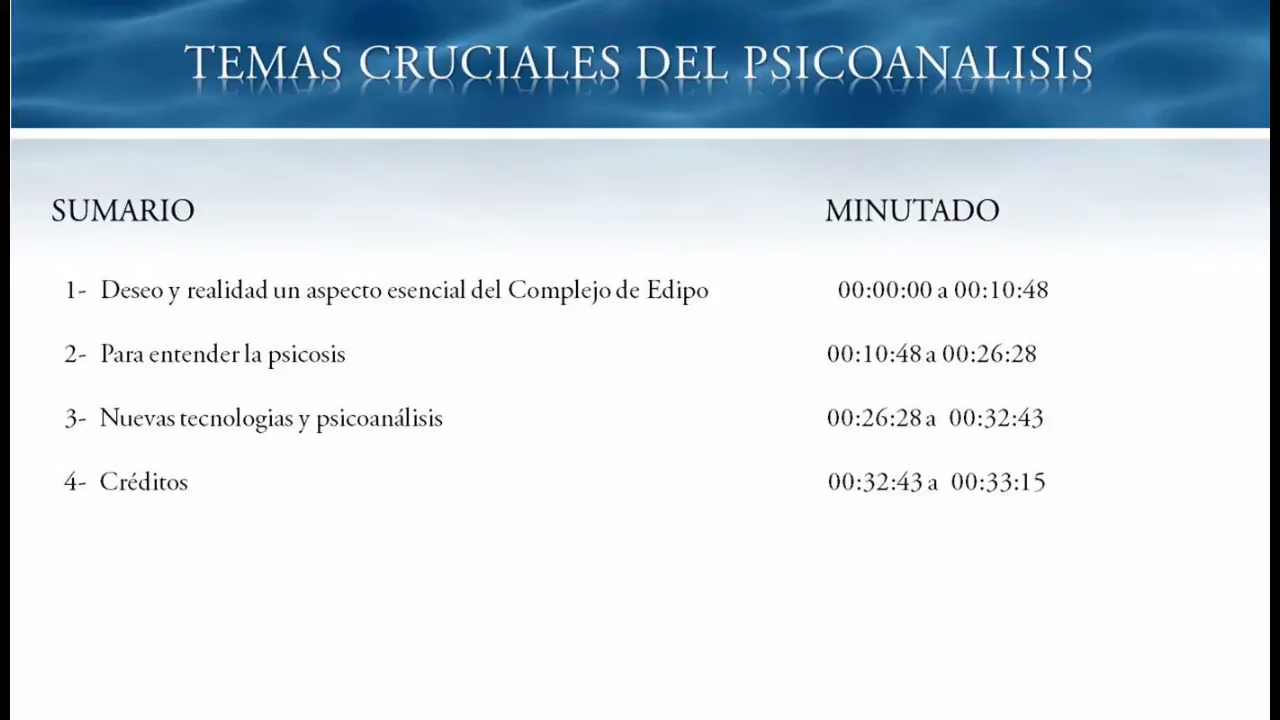 TEMAS CRUCIALES DEL PSICOANALISIS
SUMARIO MINUTADO
1- Deseo y realidad un aspecto esencial del Complejo de Edipo 00:00:00 a 00:10:48
2- Para entender la psicosis 00:10:48 a 00:26:28
3- Nuevas tecnologias y psicoanálisis 00:26:28 a 00:32:43
4- Créditos 00:32:43 a 00:33:15